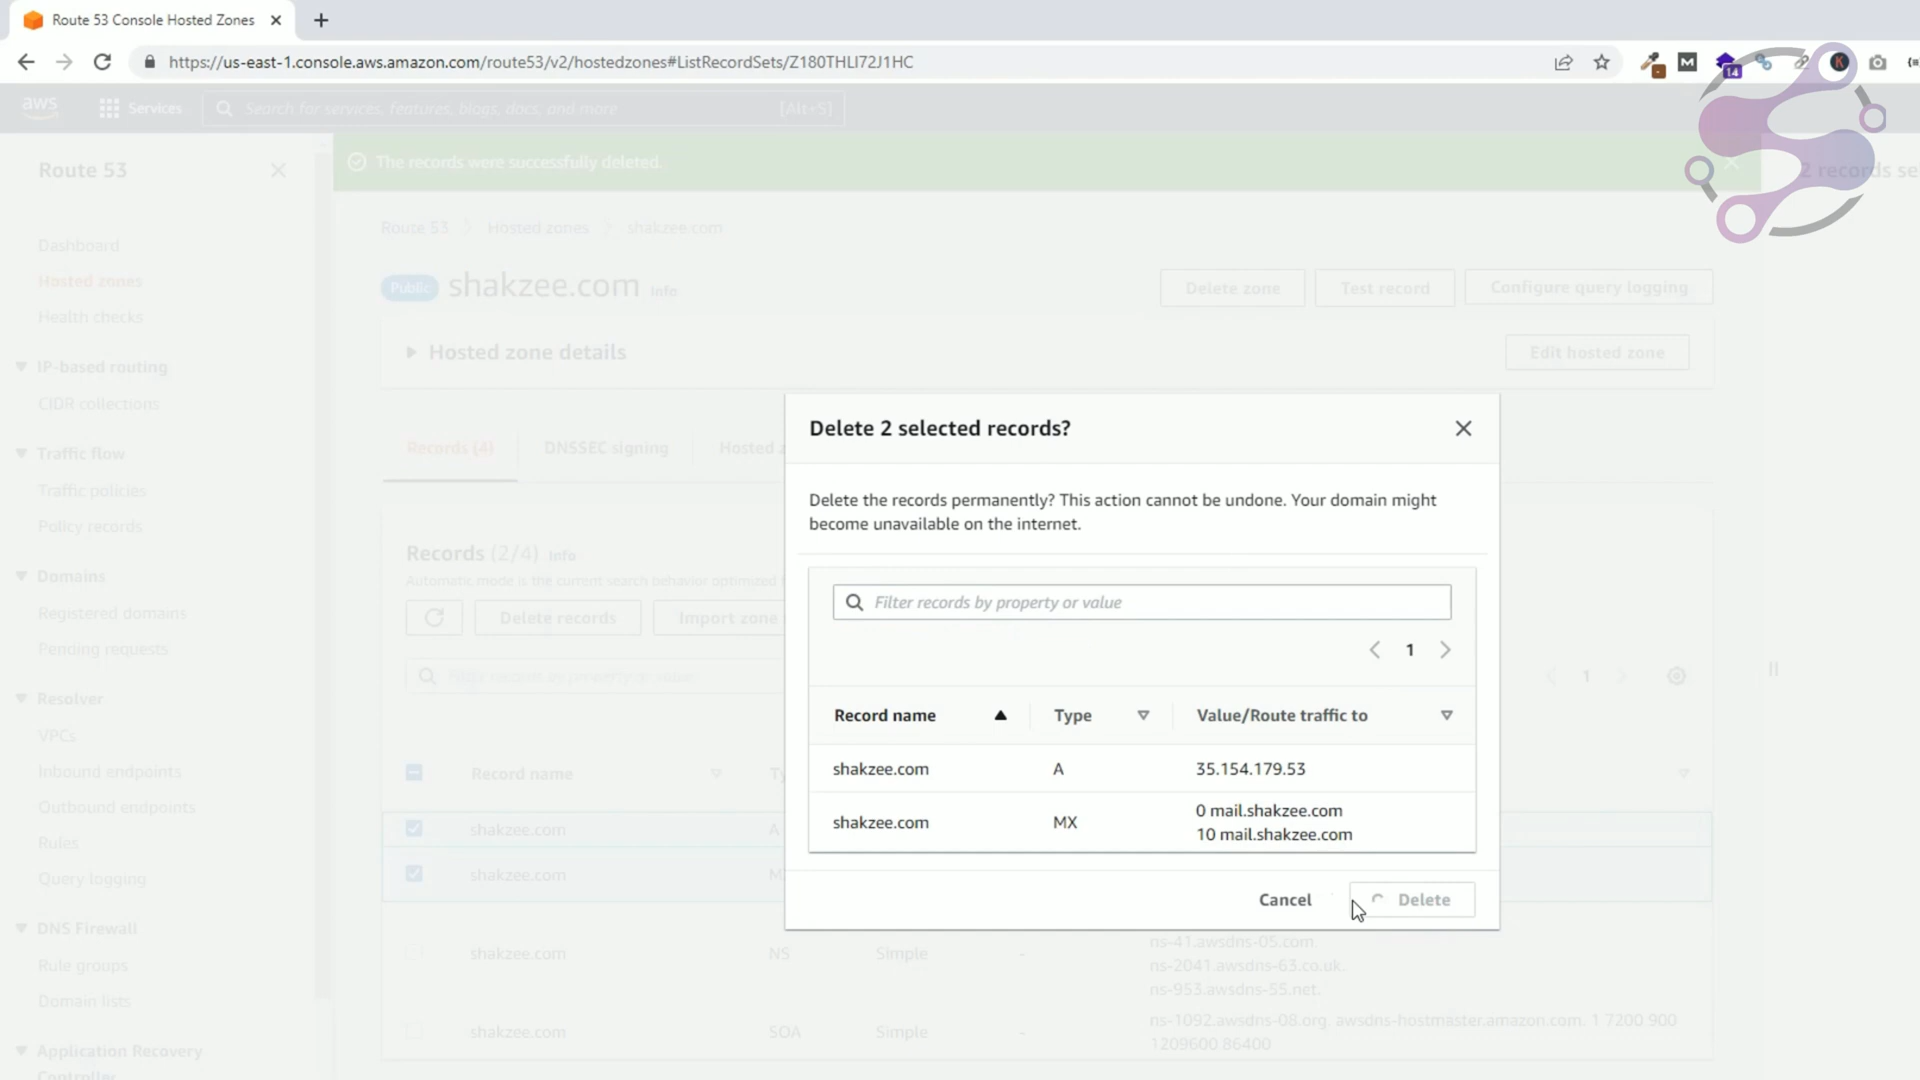 Route 53 Console Hosted Zones
https://us-east-1.console.aws.amazon.com/route53/v2/hostedzones#ListRecordSets/Z180THLI72J1HC
14
aws
Services
Search for services, features, blogs, docs, and more
[Alt+S]
Route 53
The records were successfully deleted.
2 records se
Dashboard
Hosted zones
Health checks
IP-based routing
CIDR collections
Traffic flow
Traffic policies
Policy records
Domains
Registered domains
Pending requests
Resolver
VPCs
Inbound endpoints
Outbound endpoints
Rules
Query logging
DNS Firewall
Rule groups
Domain lists
Application Recovery
Controller
Route 53
Hosted zones
shakzee.com
Public
shakzee.com
Info
Delete zone
Test record
Configure query logging
Hosted zone details
Edit hosted zone
Records (4)
DNSSEC signing
Hosted z
Records (2/4) Info
Automatic mode is the current search behavior optimized
Delete records
Import zone
Filter records by property or value
1
Record name
Ty
shakzee.com
A
shakzee.com
M
shakzee.com
NS
Simple
-
ns-41.awsdns-05.com.
ns-2041.awsdns-63.co.uk.
ns-953.awsdns-55.net.
shakzee.com
SOA
Simple
-
ns-1092.awsdns-08.org. awsdns-hostmaster.amazon.com. 1 7200 900
1209600 86400
Delete 2 selected records?
Delete the records permanently? This action cannot be undone. Your domain might
become unavailable on the internet.
Filter records by property or value
1
Record name
Type
Value/Route traffic to
shakzee.com
A
35.154.179.53
shakzee.com
MX
0 mail.shakzee.com
10 mail.shakzee.com
Cancel
Delete